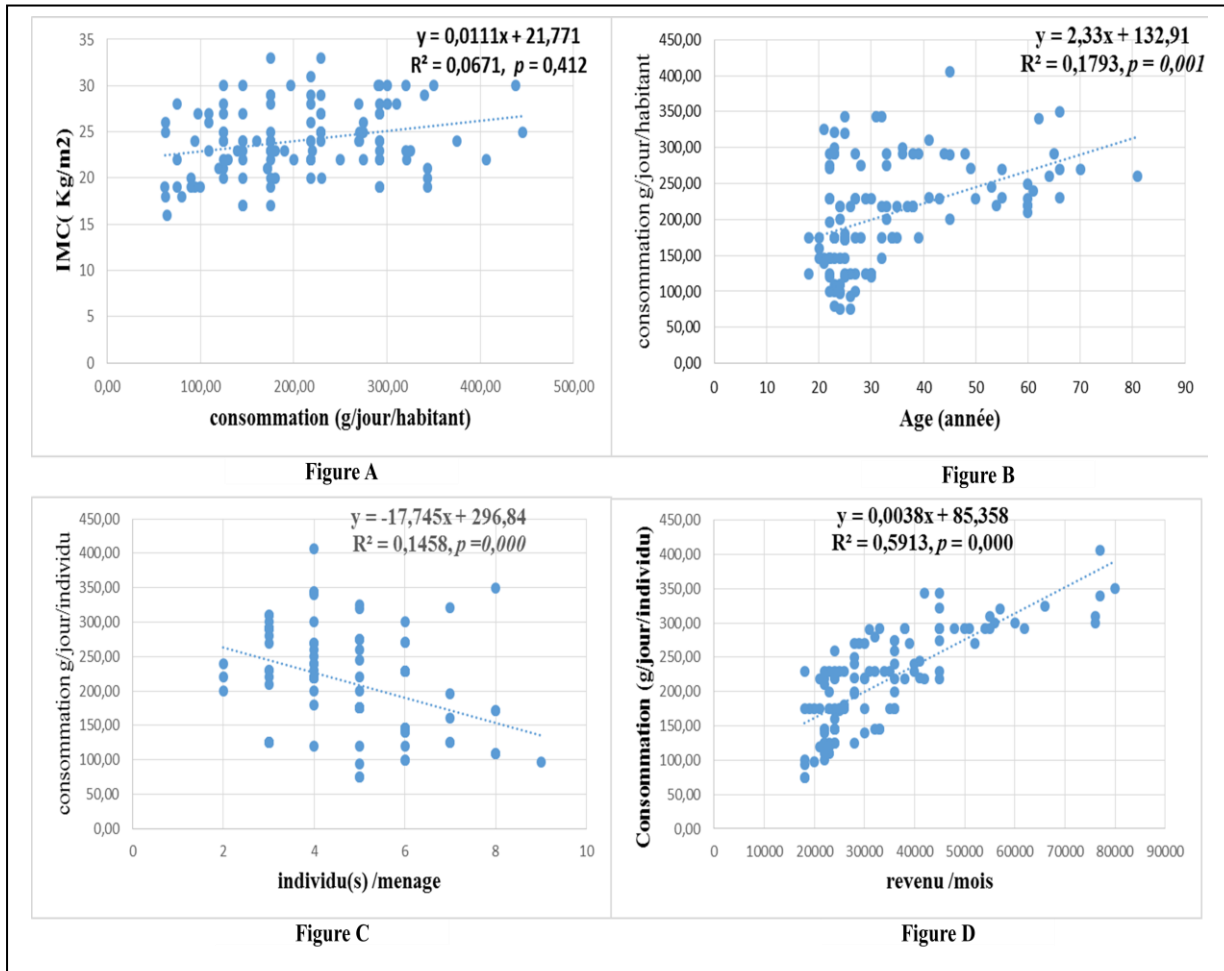 y = 0,0111x + 21,771
R² = 0,0671, p = 0,412
35
30
25
20
15
10
5
0
IMC( Kg/m2)
0,00 100,00 200,00 300,00 400,00 500,00
consommation (g/jour/habitant)
Figure A
y = 2,33x + 132,91
R² = 0,1793, p = 0,001
450,00
400,00
350,00
300,00
250,00
200,00
150,00
100,00
50,00
0,00
consommation g/jour/habitant
0 10 20 30 40 50 60 70 80 90
Age (année)
Figure B
y = -17,745x + 296,84
R² = 0,1458, p =0,000
450,00
400,00
350,00
300,00
250,00
200,00
150,00
100,00
50,00
0,00
consommation g/jour/individu
0 2 4 6 8 10
individu(s) /menage
Figure C
y = 0,0038x + 85,358
R² = 0,5913, p = 0,000
450,00
400,00
350,00
300,00
250,00
200,00
150,00
100,00
50,00
0,00
Consommation (g/jour/individu)
0 10000 20000 30000 40000 50000 60000 70000 80000 90000
revenu /mois
Figure D